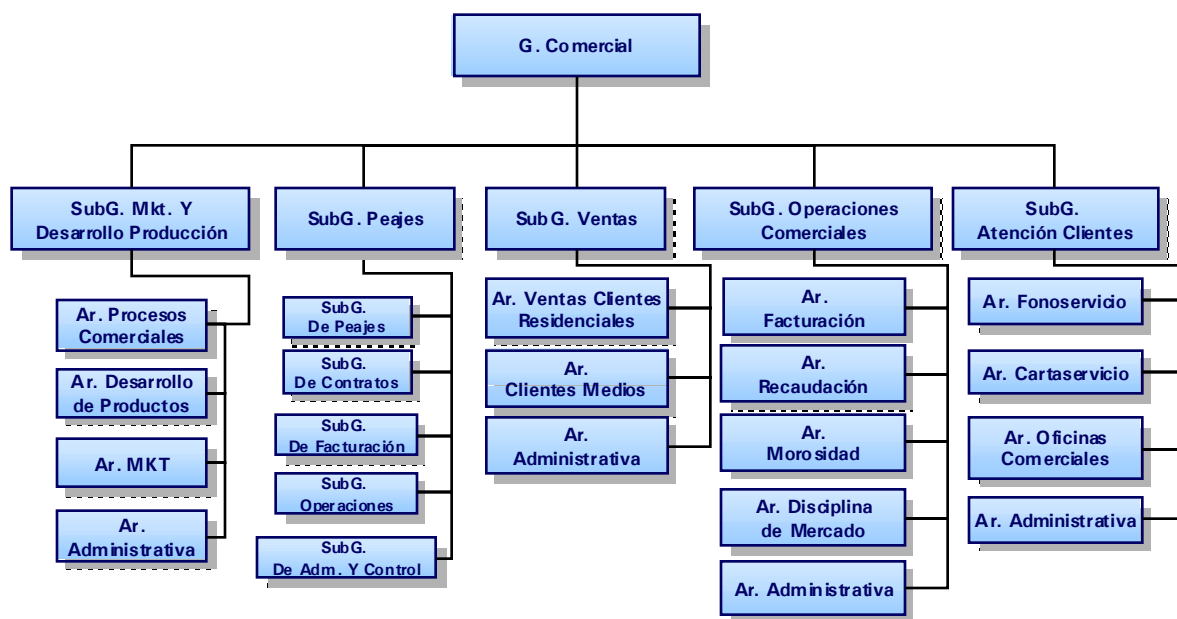 G. Comercial
SubG. Mkt. Y
Desarrollo Producción
SubG. Peajes
SubG. Ventas
SubG. Operaciones
Comerciales
SubG.
Atención Clientes
Ar. Procesos
Comerciales
Ar. Desarrollo
de Productos
Ar. MKT
Ar.
Administrativa
SubG.
De Peajes
SubG.
De Contratos
SubG.
De Facturación
SubG.
Operaciones
SubG.
De Adm. Y Control
Ar. Ventas Clientes
Residenciales
Ar.
Clientes Medios
Ar.
Administrativa
Ar.
Facturación
Ar.
Recaudación
Ar.
Morosidad
Ar. Disciplina
de Mercado
Ar. Administrativa
Ar. Fonoservicio
Ar. Cartaservicio
Ar. Oficinas
Comerciales
Ar. Administrativa